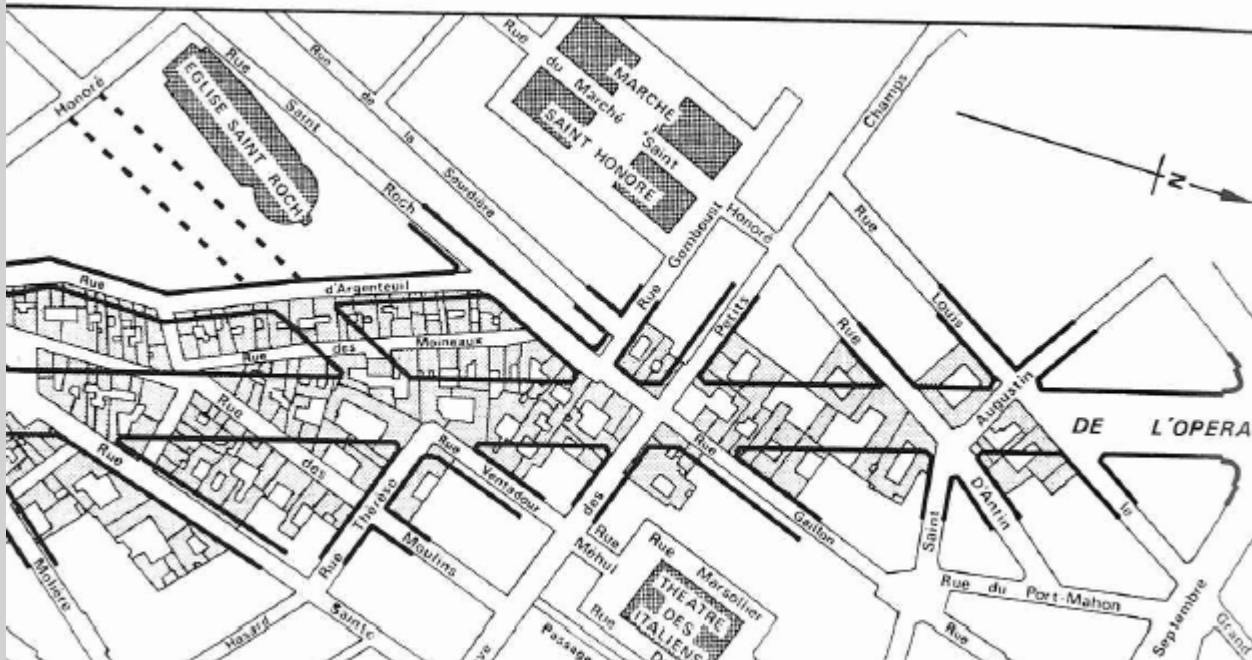 Honoré
EGLISE SAINT ROCH
Rue Saint Roch
Rue de la Sourdière
Rue du Marché Saint Honoré
MARCHE SAINT HONORE
Rue Gomboust
Champs
N
Rue d'Argenteuil
Rue des Moineaux
Petits
Rue
Louis
Rue
Augustin
DE L'OPERA
Rue des Moulins
Rue Thérèse
Rue Ventadour
des
Rue Gaillon
Saint
D'Antin
le
Rue
Molière
Hasard
Sainte
Rue Méhul
Rue Marsollier
THEATRE DES ITALIENS
Rue
Passage
Rue du Port-Mahon
Septembre
Rue
Grand